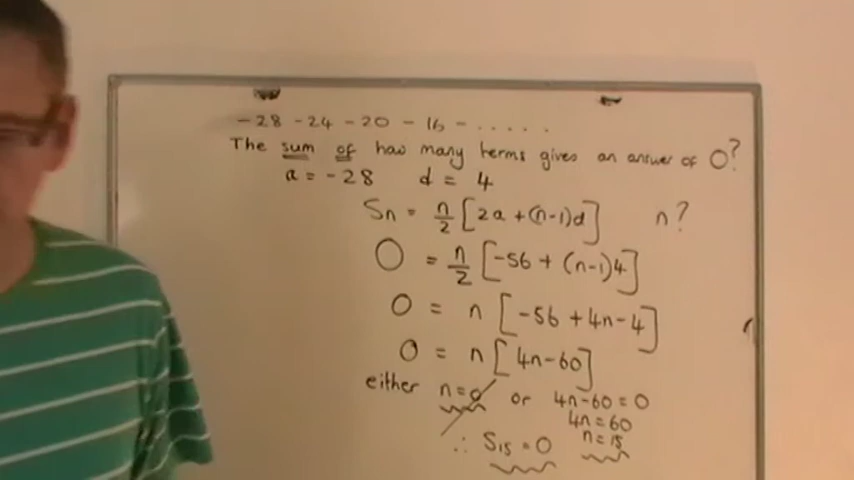 -28 -24 -20 -16 - . . . . .
The sum of how many terms gives an answer of 0?
a = -28 d = 4
Sn = n/2 [2a + (n-1)d] n?
0 = n/2 [-56 + (n-1)4]
0 = n [-56 + 4n - 4]
0 = n [4n - 60]
either n = 0 or 4n - 60 = 0
4n = 60
n = 15
∴ S15 = 0